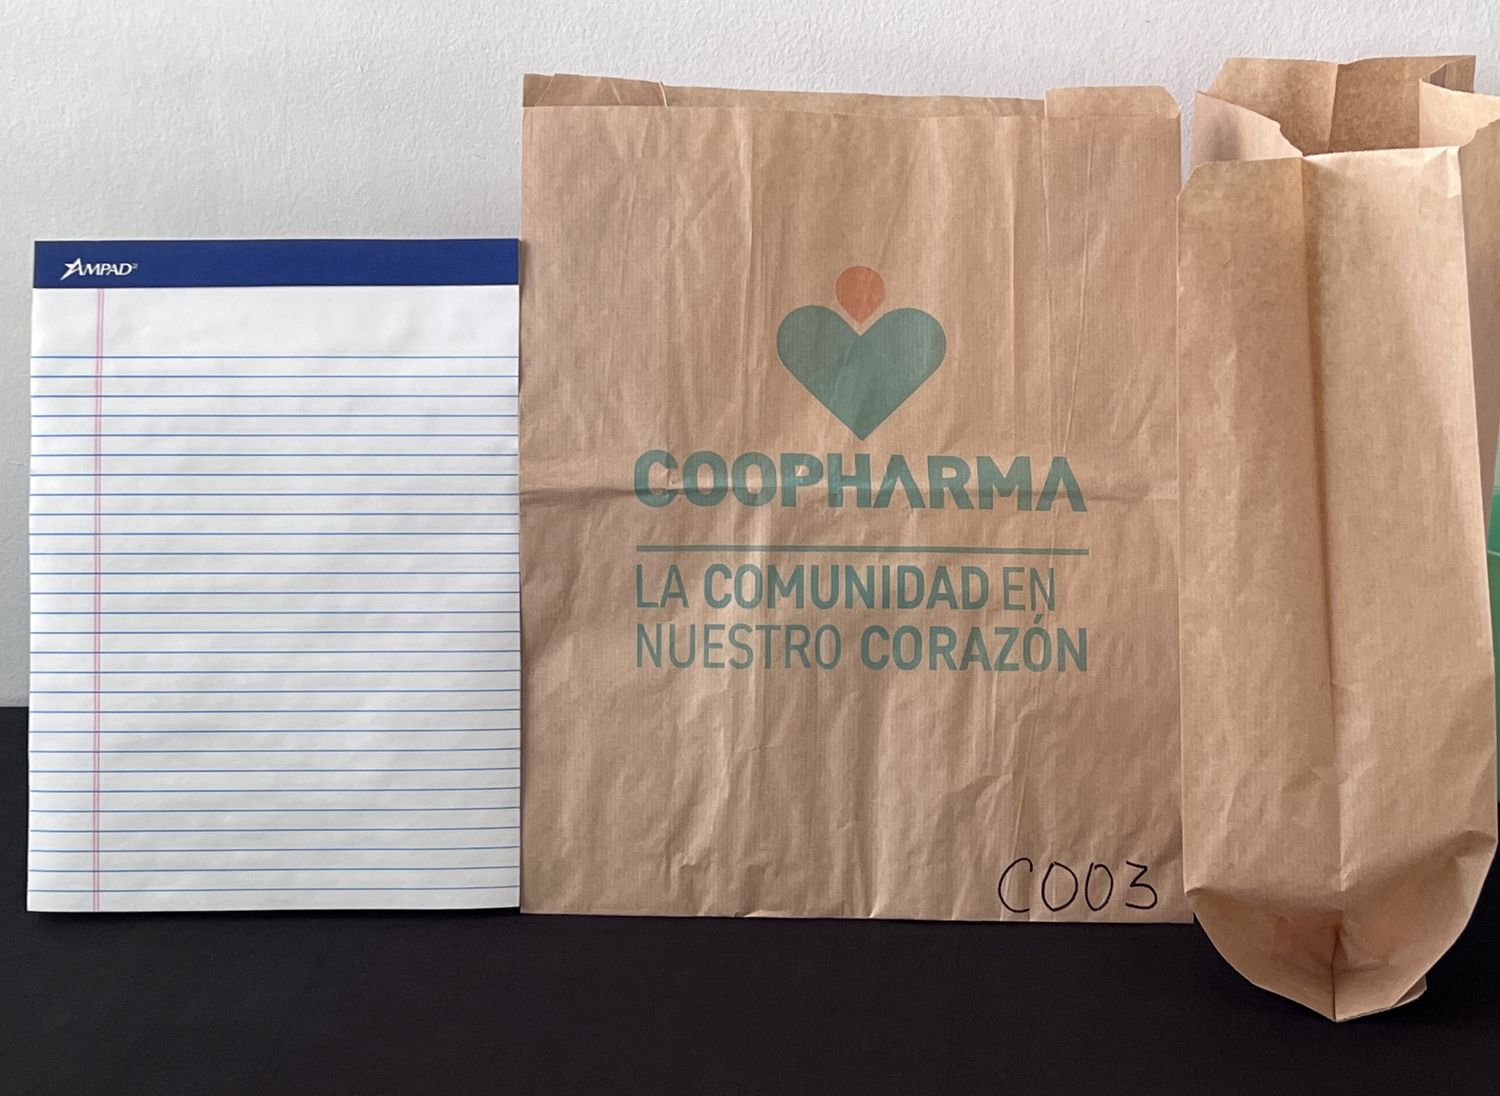 AMPAD
COOPHARMA
LA COMUNIDAD EN
NUESTRO CORAZÓN
C003